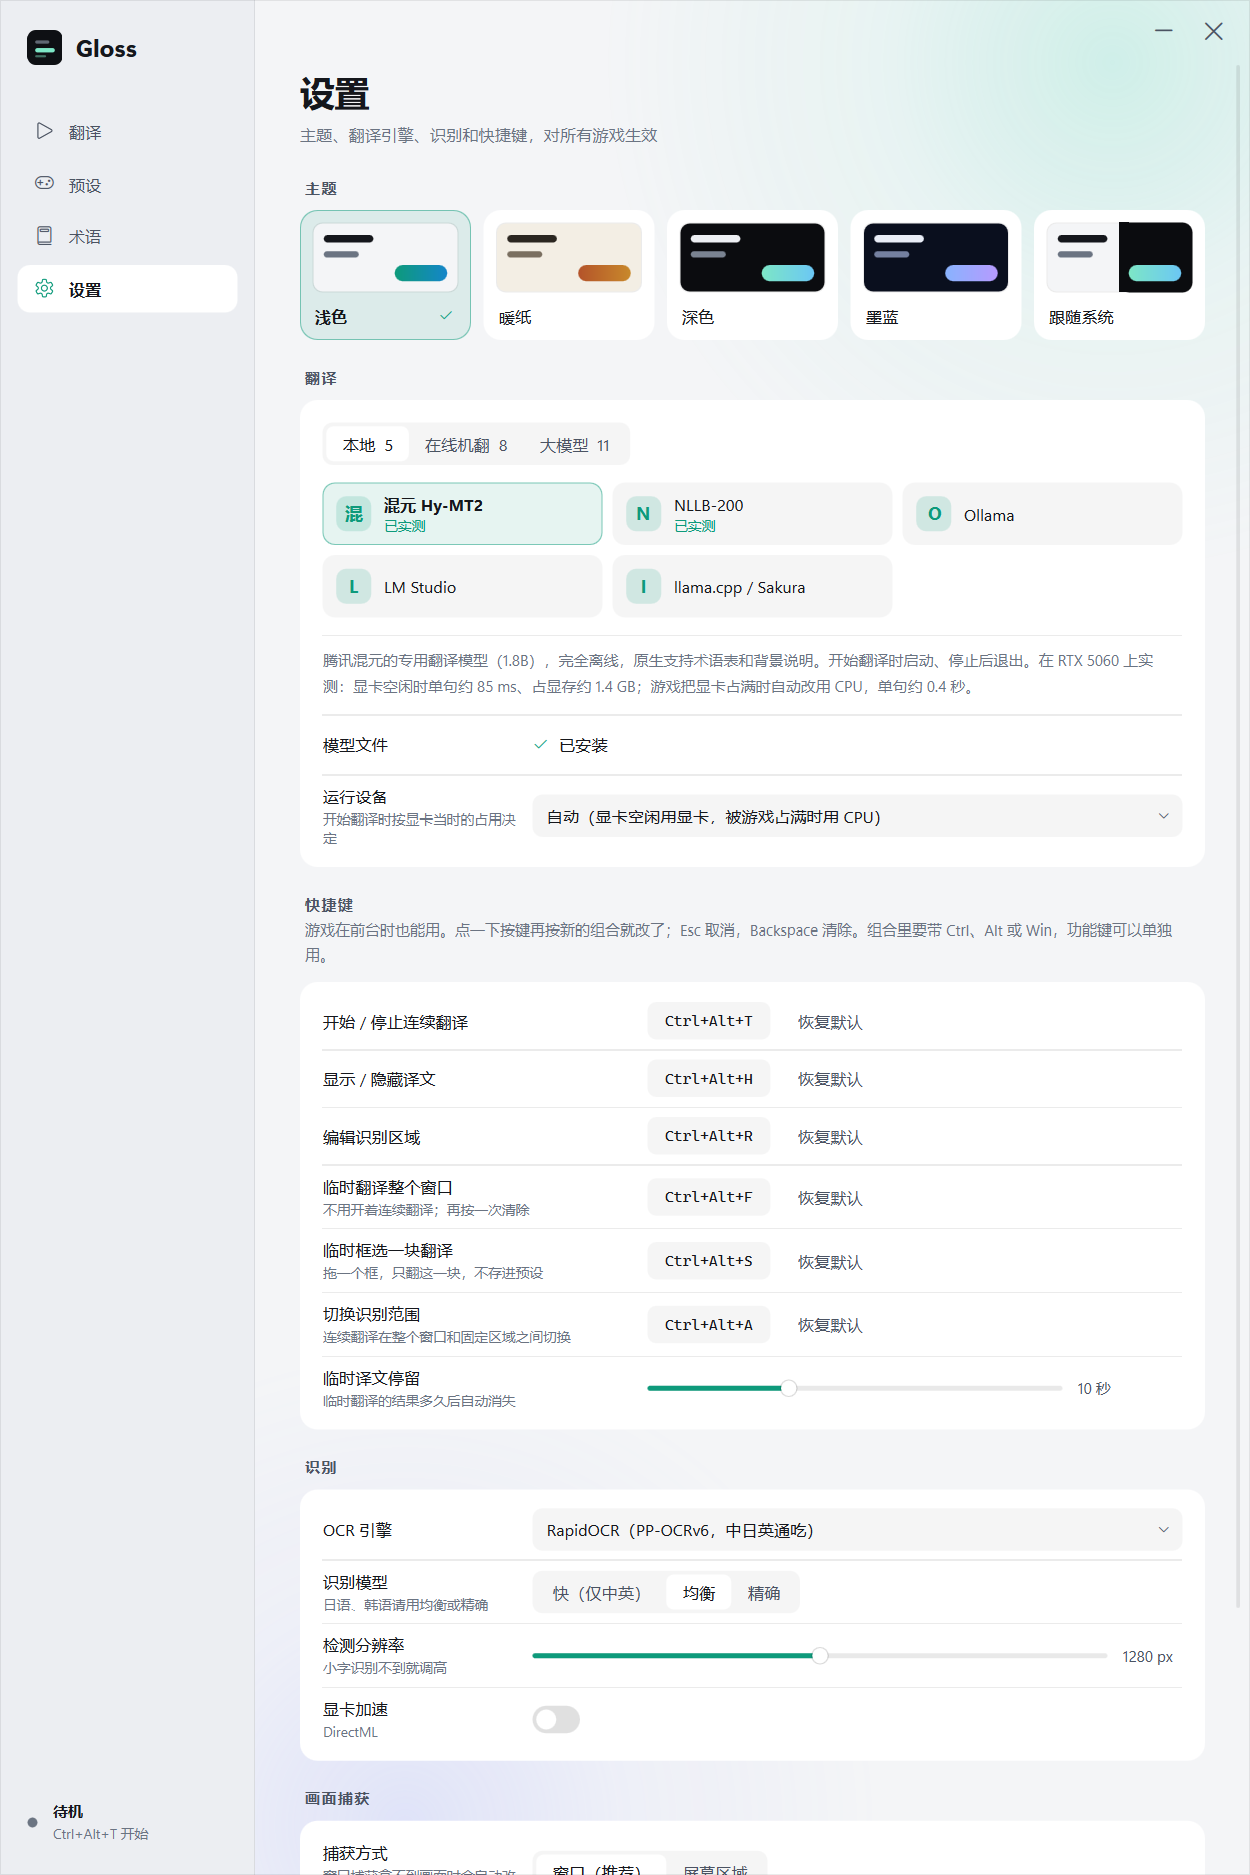 Gloss
翻译
预设
术语
设置
待机
Ctrl+Alt+T 开始
设置
主题、翻译引擎、识别和快捷键，对所有游戏生效
主题
浅色
暖纸
深色
墨蓝
跟随系统
翻译
本地 5
在线机翻 8
大模型 11
混 混元 Hy-MT2
已实测
N NLLB-200
已实测
O Ollama
L LM Studio
l llama.cpp / Sakura
腾讯混元的专用翻译模型（1.8B），完全离线，原生支持术语表和背景说明。开始翻译时启动、停止后退出。在 RTX 5060 上实
测：显卡空闲时单句约 85 ms、占显存约 1.4 GB；游戏把显卡占满时自动改用 CPU，单句约 0.4 秒。
模型文件
已安装
运行设备
开始翻译时按显卡当时的占用决
定
自动（显卡空闲用显卡，被游戏占满时用 CPU）
快捷键
游戏在前台时也能用。点一下按键再按新的组合就改了；Esc 取消，Backspace 清除。组合里要带 Ctrl、Alt 或 Win，功能键可以单独
用。
开始 / 停止连续翻译
Ctrl+Alt+T
恢复默认
显示 / 隐藏译文
Ctrl+Alt+H
恢复默认
编辑识别区域
Ctrl+Alt+R
恢复默认
临时翻译整个窗口
不用开着连续翻译；再按一次清除
Ctrl+Alt+F
恢复默认
临时框选一块翻译
拖一个框，只翻这一块，不存进预设
Ctrl+Alt+S
恢复默认
切换识别范围
连续翻译在整个窗口和固定区域之间切换
Ctrl+Alt+A
恢复默认
临时译文停留
临时翻译的结果多久后自动消失
10 秒
识别
OCR 引擎
RapidOCR（PP-OCRv6，中日英通吃）
识别模型
日语、韩语请用均衡或精确
快（仅中英）
均衡
精确
检测分辨率
小字识别不到就调高
1280 px
显卡加速
DirectML
画面捕获
捕获方式
窗口（推荐）
屏幕区域